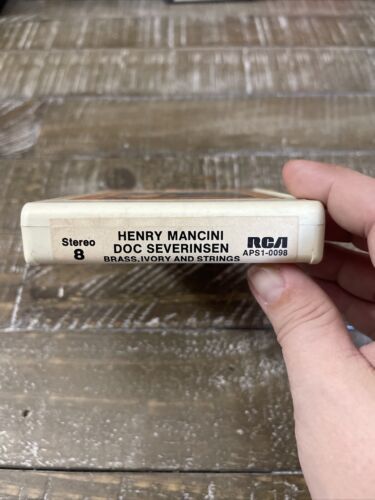 Stereo
8
HENRY MANCINI
DOC SEVERINSEN
BRASS, IVORY AND STRINGS
RCA
APS1-0098